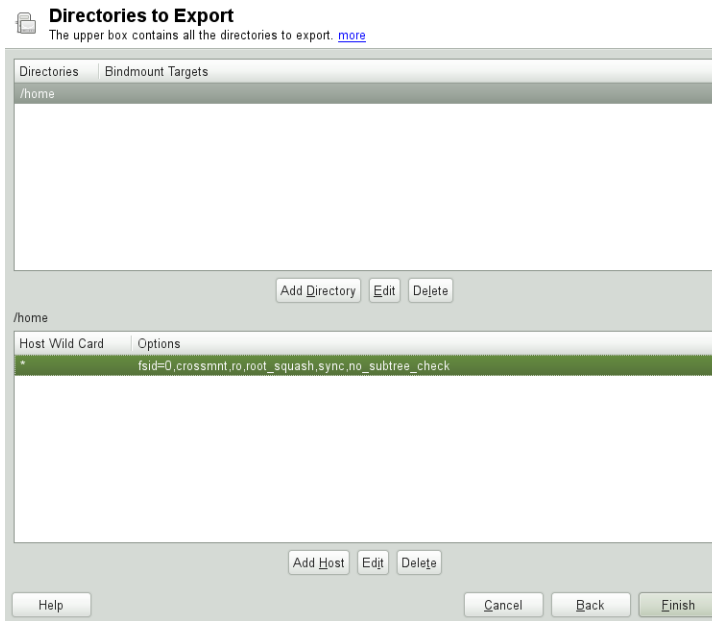 Directories to Export
The upper box contains all the directories to export. more
Directories Bindmount Targets
/home
Add Directory Edit Delete
/home
Host Wild Card Options
* fsid=0,crossmnt,ro,root_squash,sync,no_subtree_check
Add Host Edit Delete
Help Cancel Back Finish